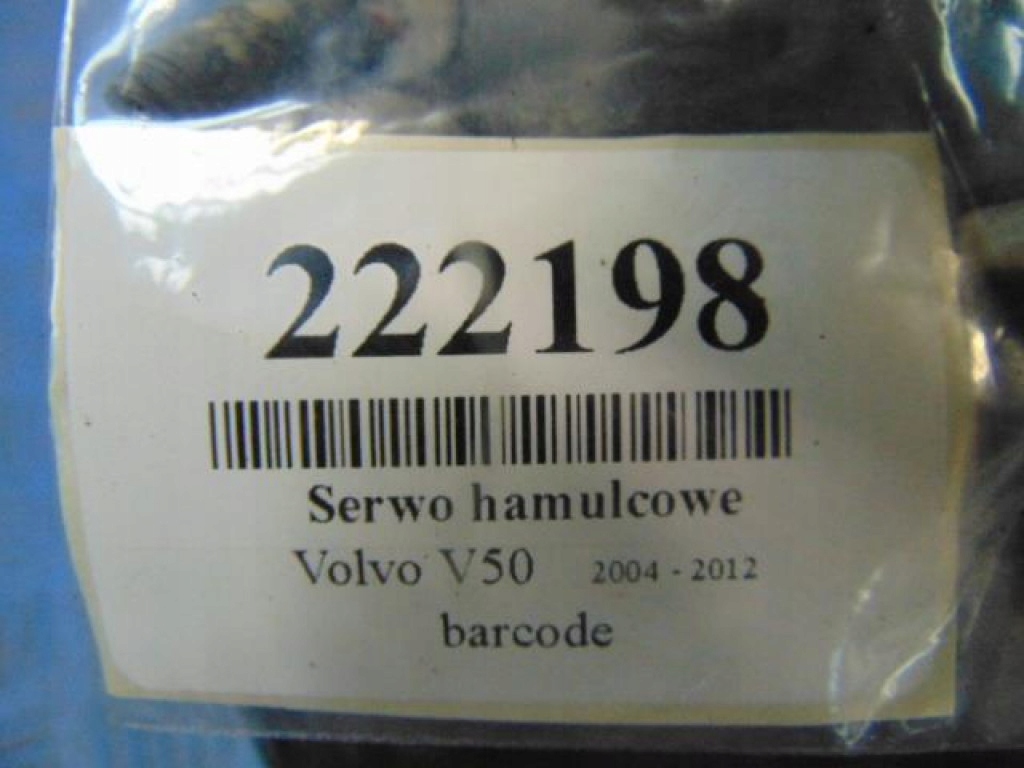 222198
Serwo hamulcowe
Volvo V50 2004 - 2012
barcode